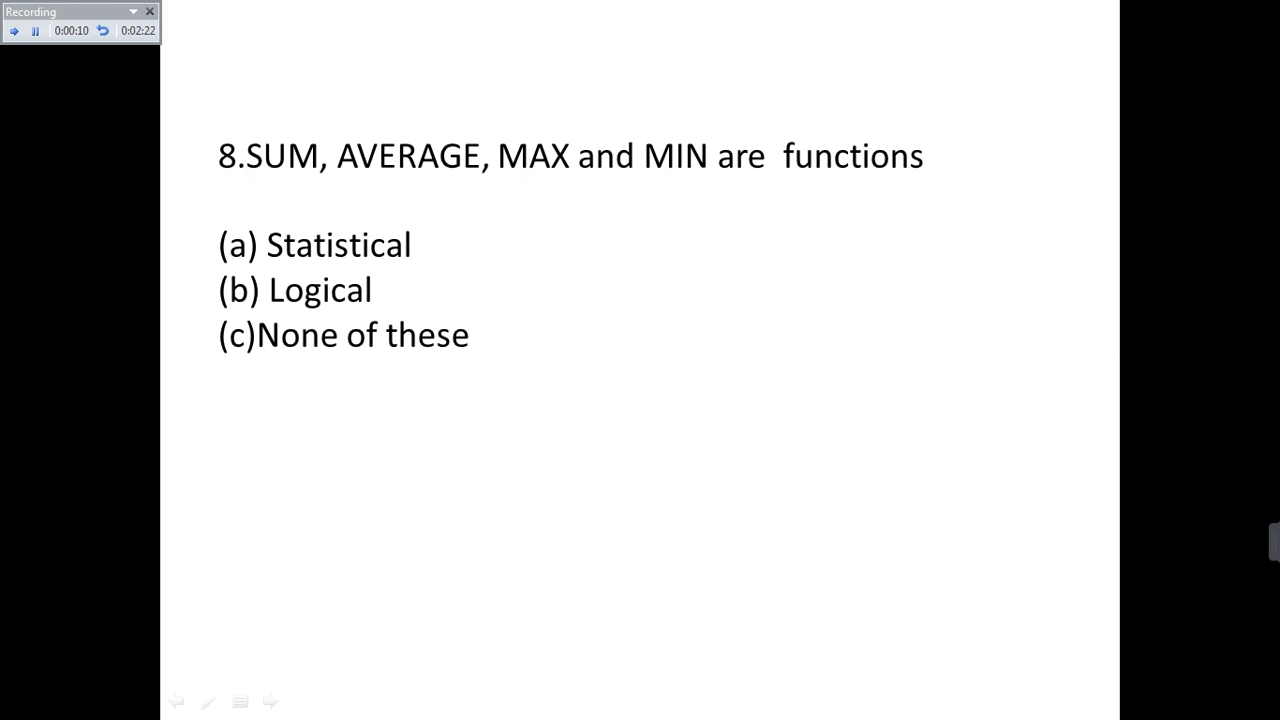 Recording
0:00:10 0:02:22
8.SUM, AVERAGE, MAX and MIN are  functions
(a) Statistical
(b) Logical
(c)None of these